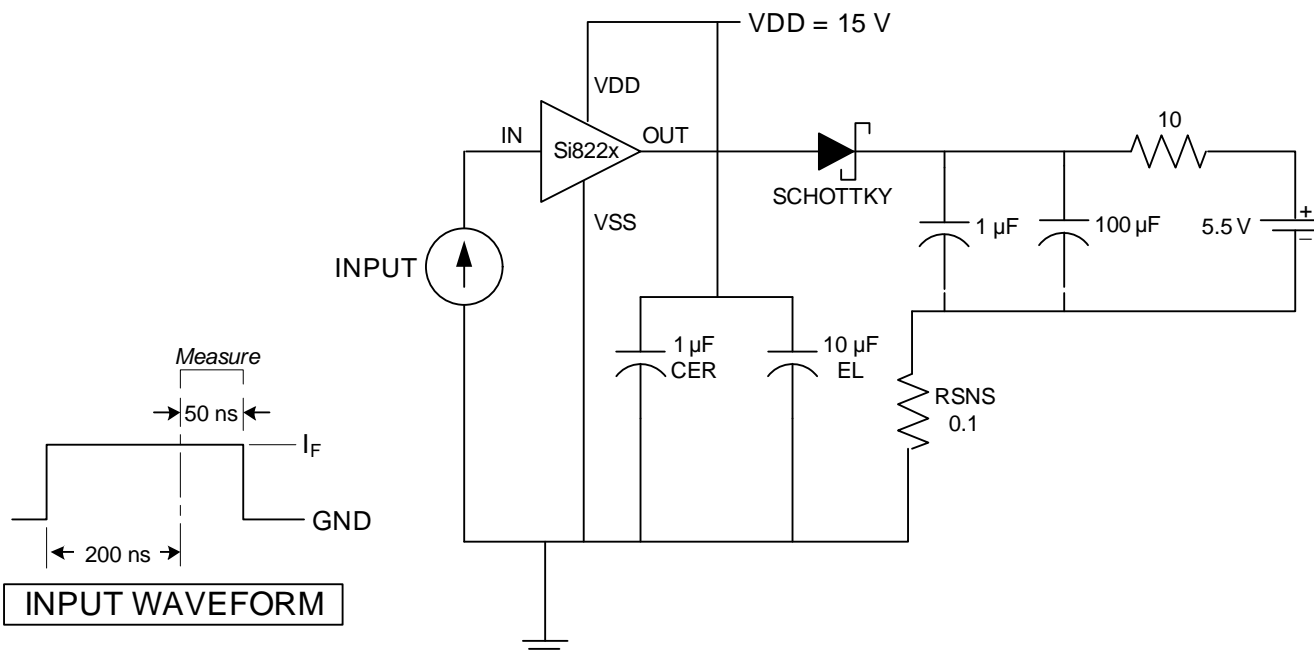 VDD = 15 V
VDD
10
IN
OUT
Si822x
SCHOTTKY
VSS
1 µF
100 µF
5.5 V
+
–
INPUT
1 µF
CER
10 µF
EL
RSNS
0.1
Measure
50 ns
IF
GND
200 ns
INPUT WAVEFORM